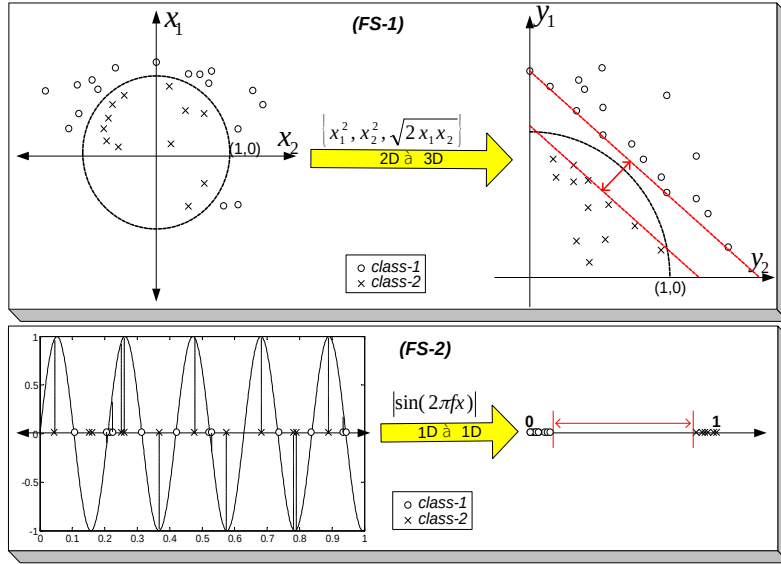 (FS-1)
x₁
x₂
(1,0)
|x₁², x₂², √2x₁x₂|
2D à 3D
y₁
y₂
(1,0)
class-1
class-2
(FS-2)
1
0.5
0
-0.5
-1
0 0.1 0.2 0.3 0.4 0.5 0.6 0.7 0.8 0.9 1
|sin(2πfx)|
1D à 1D
0 1
class-1
class-2